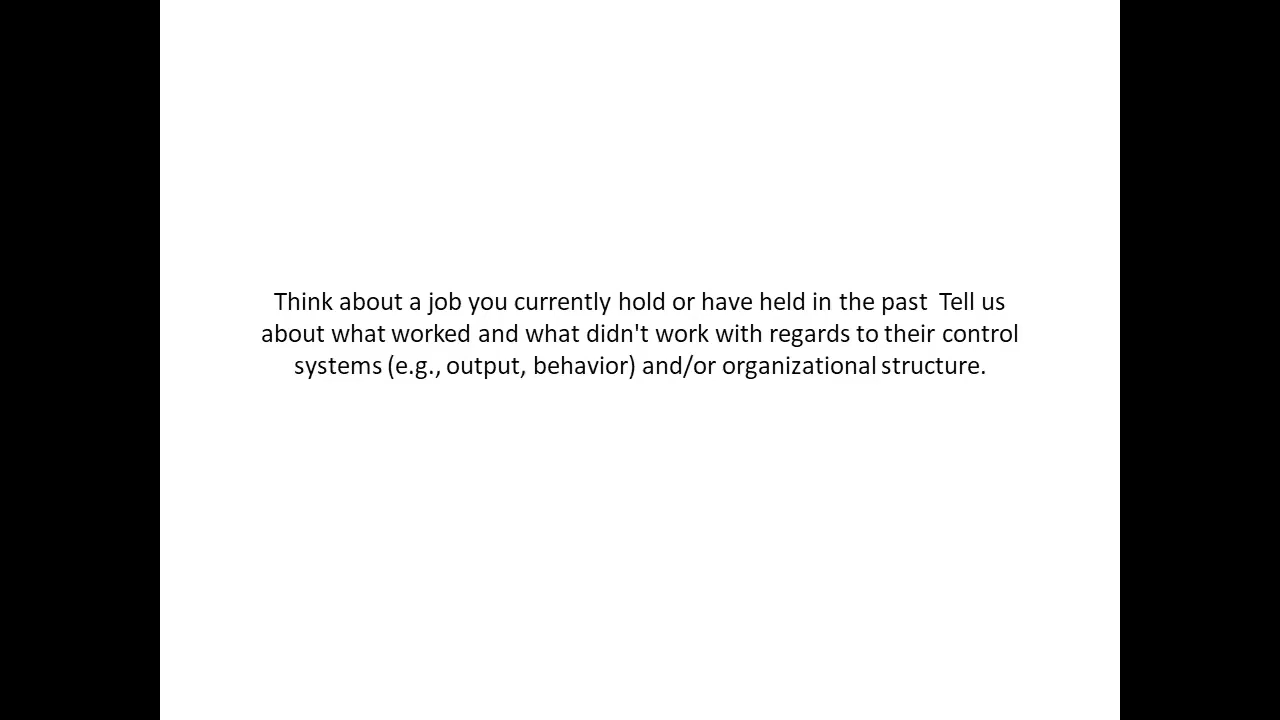 Think about a job you currently hold or have held in the past  Tell us
about what worked and what didn't work with regards to their control
systems (e.g., output, behavior) and/or organizational structure.